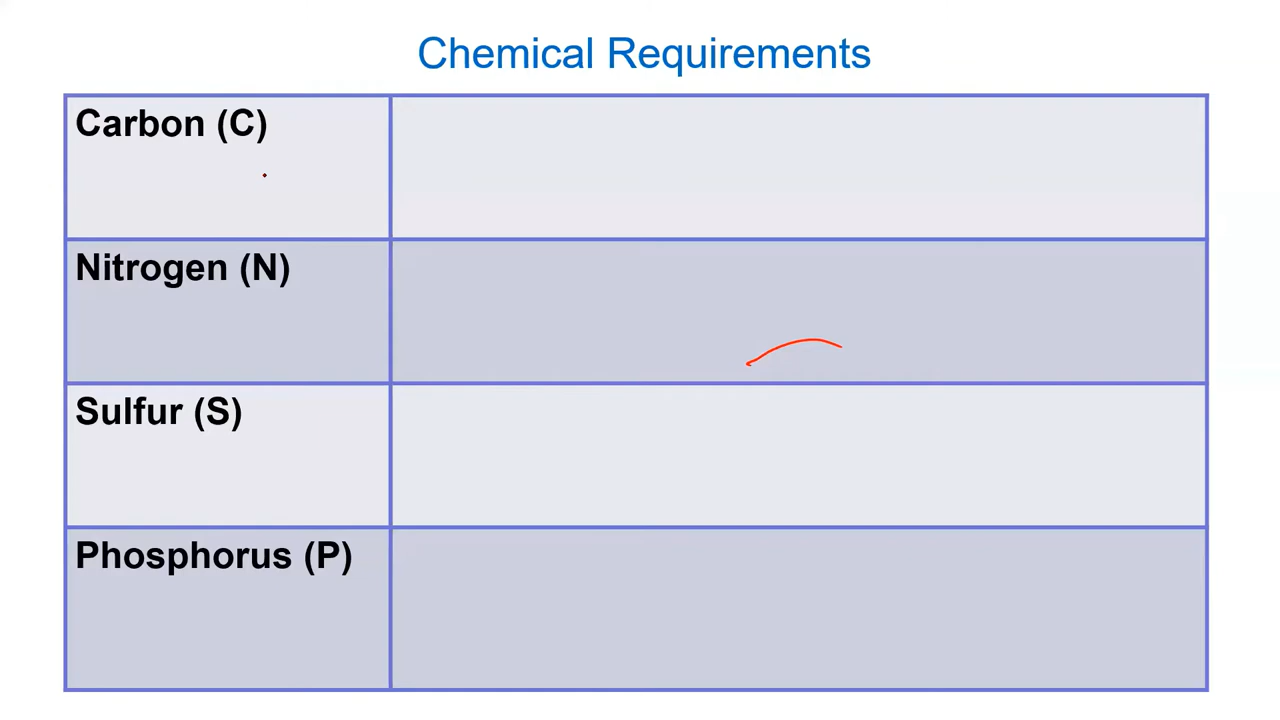 Chemical Requirements
Carbon (C)
Nitrogen (N)
Sulfur (S)
Phosphorus (P)